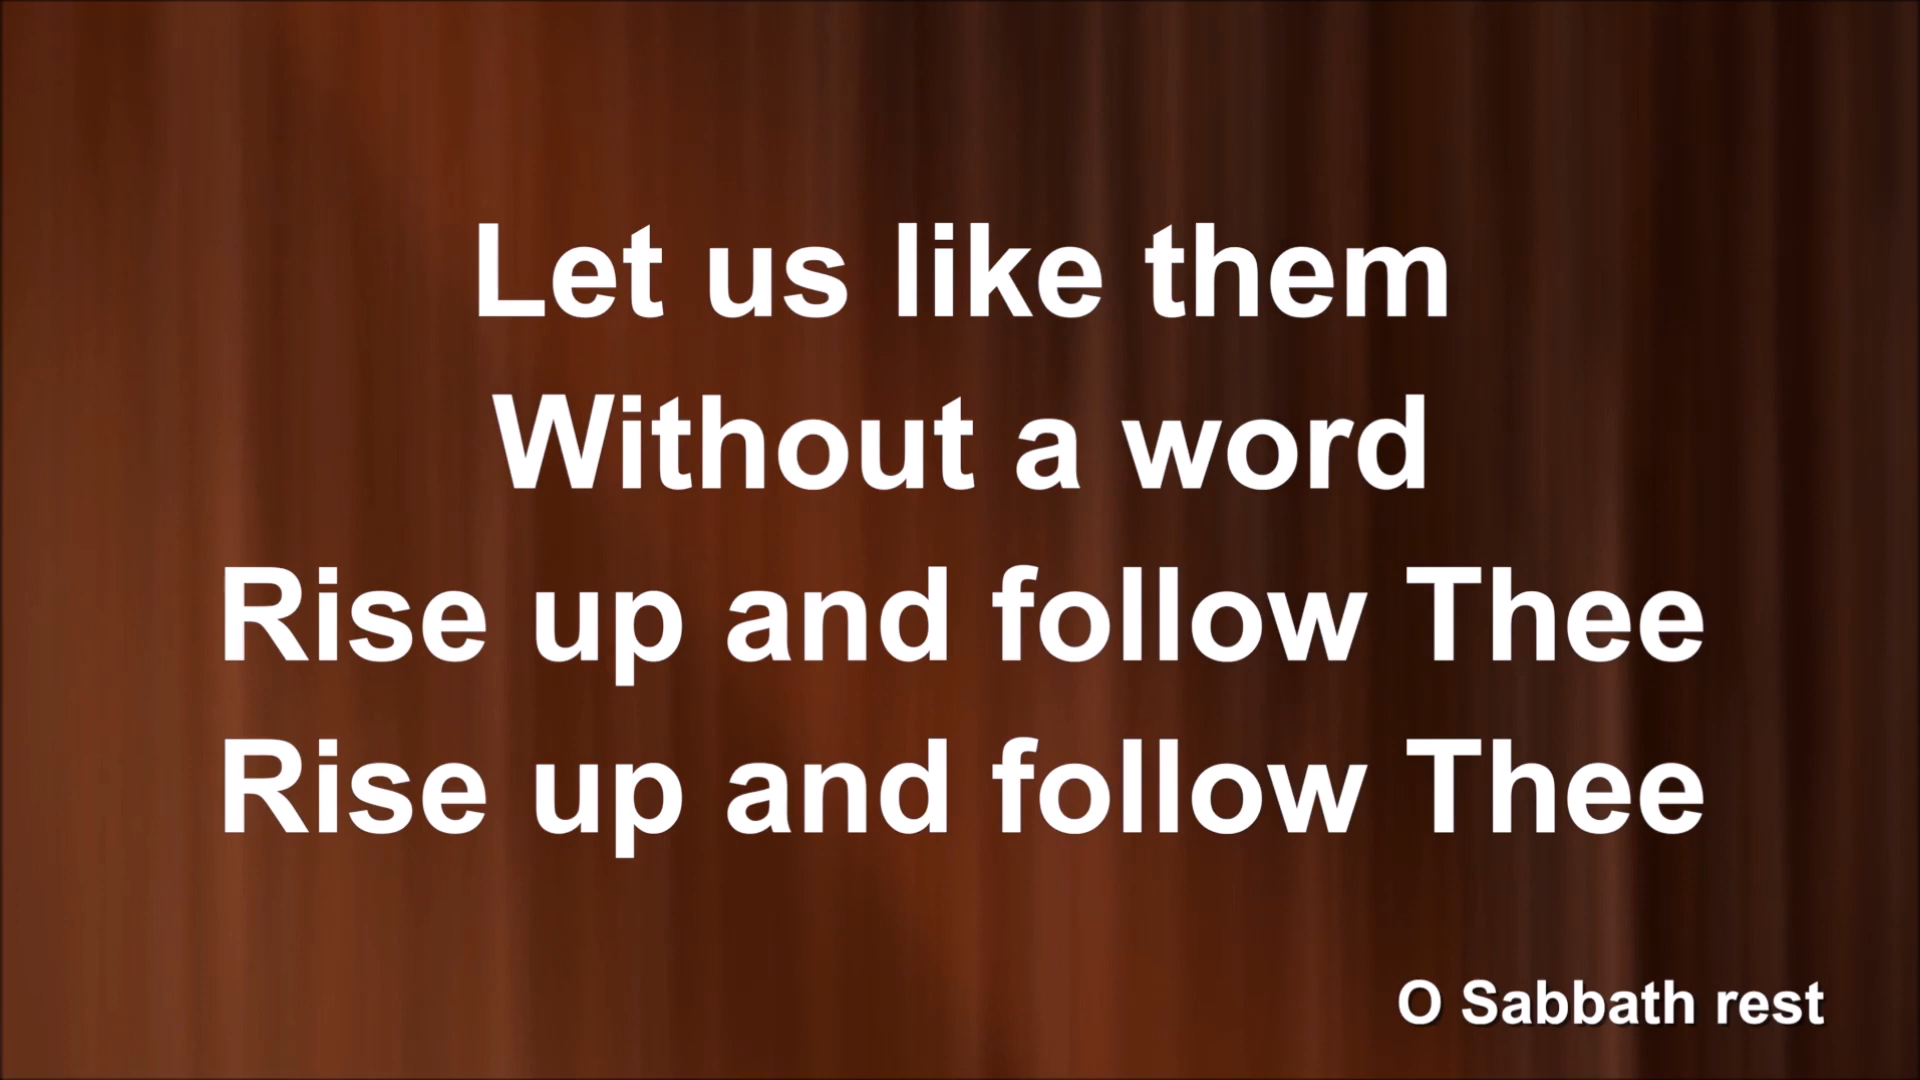 Let us like them
Without a word
Rise up and follow Thee
Rise up and follow Thee
O Sabbath rest